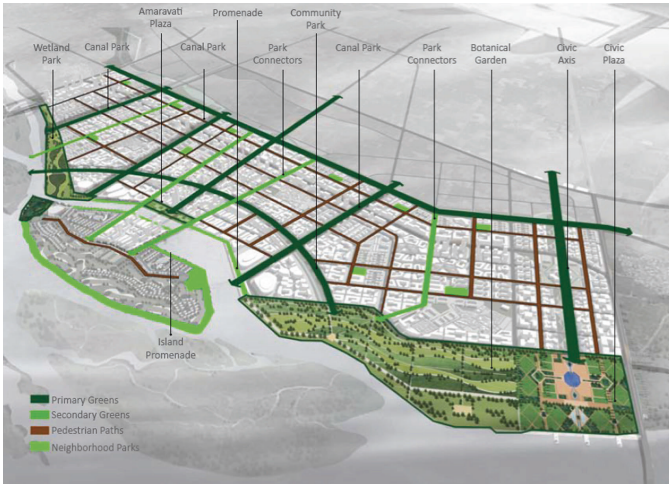 Wetland
Park
Canal Park
Amaravati
Plaza
Canal Park
Promenade
Park
Connectors
Community
Park
Canal Park
Park
Connectors
Botanical
Garden
Civic
Axis
Civic
Plaza
Island
Promenade
Primary Greens
Secondary Greens
Pedestrian Paths
Neighborhood Parks